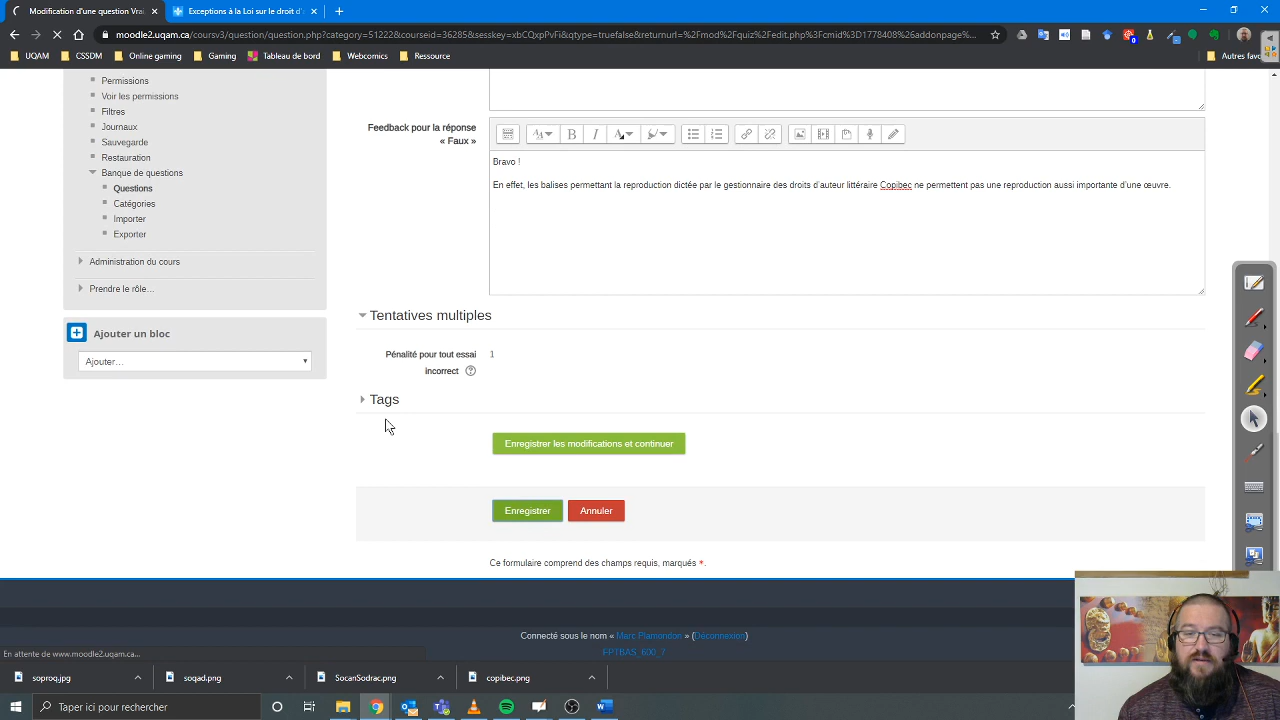 Modification d'une question Vrai
Exceptions à la Loi sur le droit d'
moodle2.uqam.ca/coursv3/question/question.php?category=51222&courseid=36285&sesskey=xbCQxpPvFi&qtype=truefalse&returnurl=%2Fmod%2Fquiz%2Fedit.php%3Fcmid%3D1778408%26addonpage%...
UQAM
CSSDM
Online gaming
Gaming
Tableau de bord
Webcomics
Ressource
Autres favo
Permissions
Voir les permissions
Filtres
Journaux
Sauvegarde
Restauration
Banque de questions
Questions
Catégories
Importer
Exporter
Administration du cours
Prendre le rôle...
Ajouter un bloc
Ajouter...
Feedback pour la réponse
« Faux »
Bravo !
En effet, les balises permettant la reproduction dictée par le gestionnaire des droits d'auteur littéraire Copibec ne permettent pas une reproduction aussi importante d'une œuvre.
Tentatives multiples
Pénalité pour tout essai
incorrect
1
Tags
Enregistrer les modifications et continuer
Enregistrer
Annuler
Ce formulaire comprend des champs requis, marqués *.
Connecté sous le nom « Marc Plamondon » (Déconnexion)
FPTBAS_600_7
En attente de www.moodle2.uqam.ca...
soproq.jpg
soqad.png
ScanSodrac.png
copibec.png
Taper ici pour rechercher